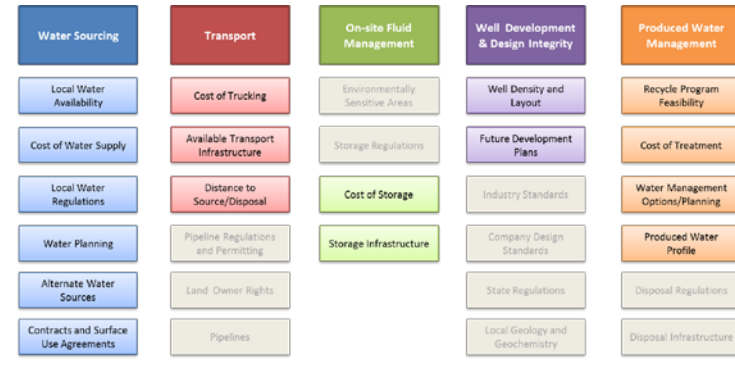 Water Sourcing
Local Water
Availability
Cost of Water Supply
Local Water
Regulations
Water Planning
Alternate Water
Sources
Contracts and Surface
Use Agreements
Transport
Cost of Trucking
Available Transport
Infrastructure
Distance to
Source/Disposal
Pipeline Regulations
and Permitting
Land Owner Rights
Pipelines
On-site Fluid
Management
Environmentally
Sensitive Areas
Storage Regulations
Cost of Storage
Storage Infrastructure
Well Development
& Design Integrity
Well Density and
Layout
Future Development
Plans
Industry Standards
Company Design
Standards
State Regulations
Local Geology and
Geochemistry
Produced Water
Management
Recycle Program
Feasibility
Cost of Treatment
Water Management
Options/Planning
Produced Water
Profile
Disposal Regulations
Disposal Infrastructure